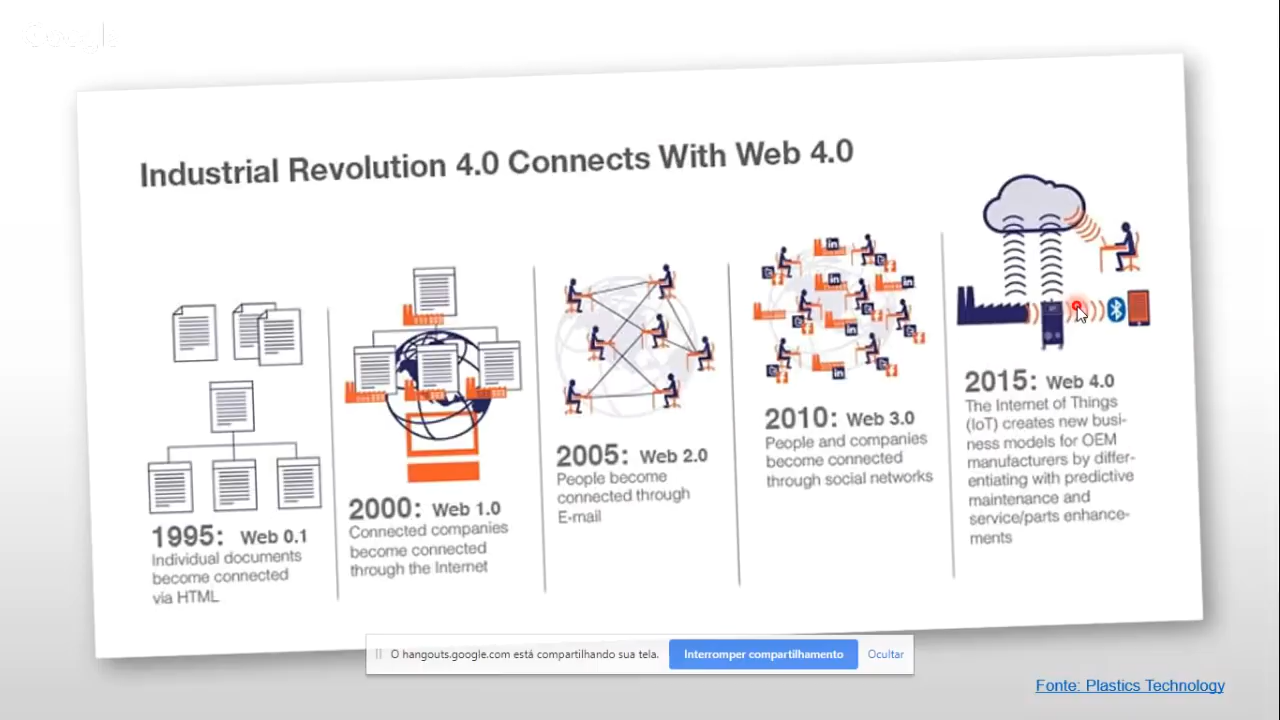 Google
Industrial Revolution 4.0 Connects With Web 4.0
1995: Web 0.1
Individual documents
become connected
via HTML
2000: Web 1.0
Connected companies
become connected
through the Internet
2005: Web 2.0
People become
connected through
E-mail
2010: Web 3.0
People and companies
become connected
through social networks
2015: Web 4.0
The Internet of Things
(IoT) creates new busi-
ness models for OEM
manufacturers by differ-
entiating with predictive
maintenance and
service/parts enhance-
ments
O hangouts.google.com está compartilhando sua tela.
Interromper compartilhamento
Ocultar
Fonte: Plastics Technology